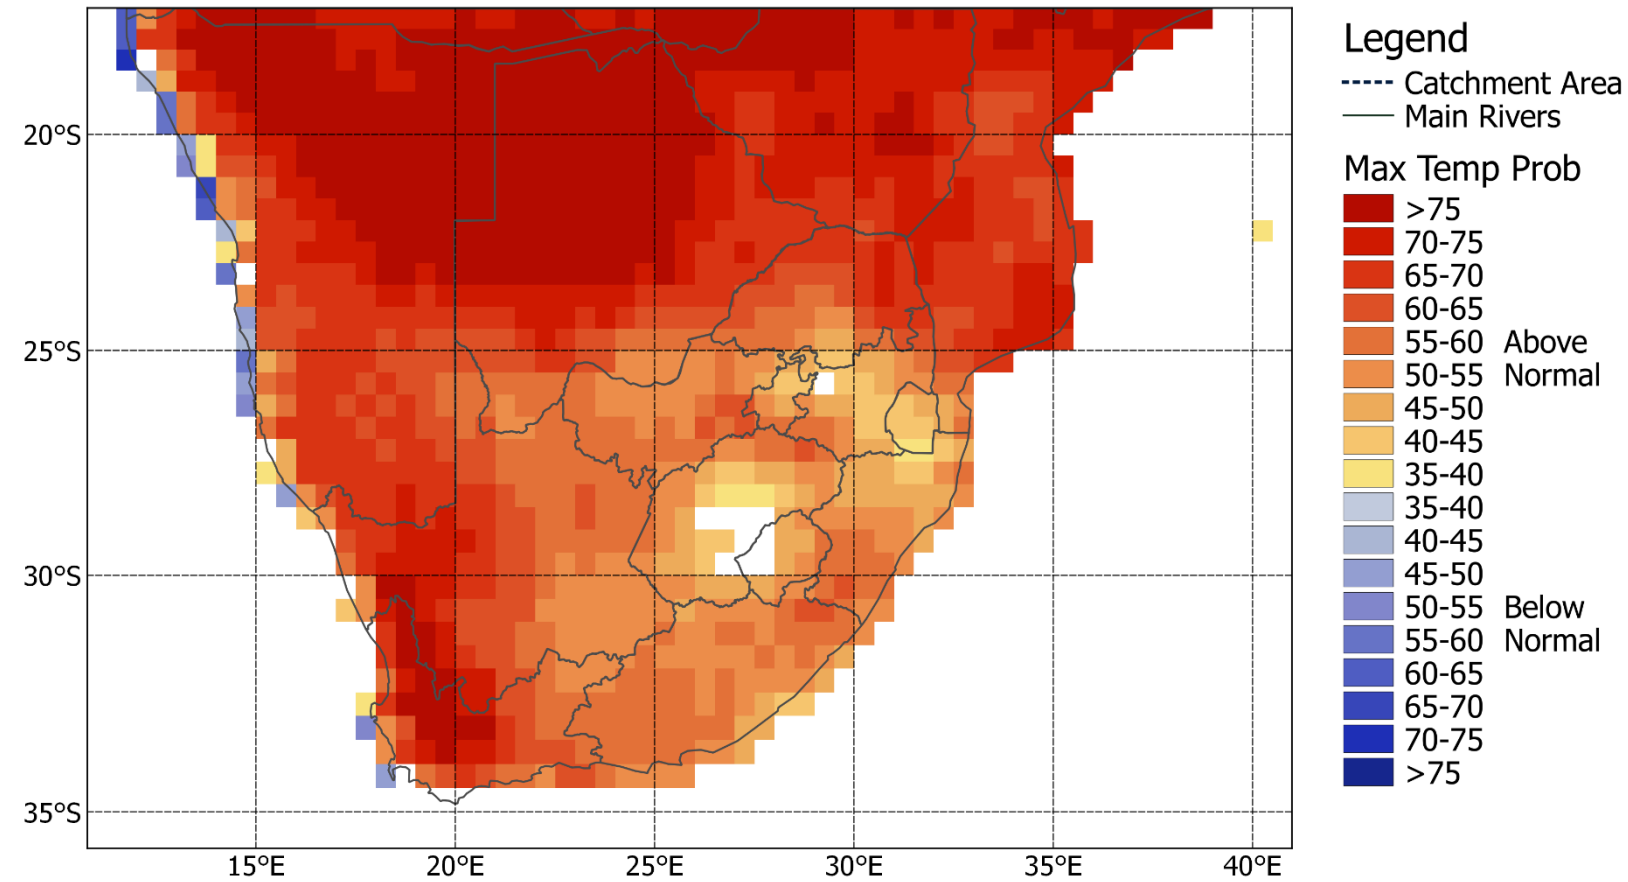 20°S
25°S
30°S
35°S
15°E
20°E
25°E
30°E
35°E
40°E
Legend
Catchment Area
Main Rivers
Max Temp Prob
>75
70-75
65-70
60-65
55-60 Above
50-55 Normal
45-50
40-45
35-40
35-40
40-45
45-50
50-55 Below
55-60 Normal
60-65
65-70
70-75
>75